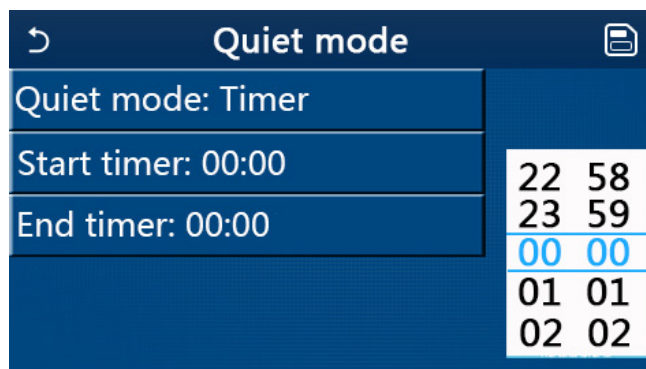 Quiet mode
Quiet mode: Timer
Start timer: 00:00
End timer: 00:00
22 58
23 59
00 00
01 01
02 02